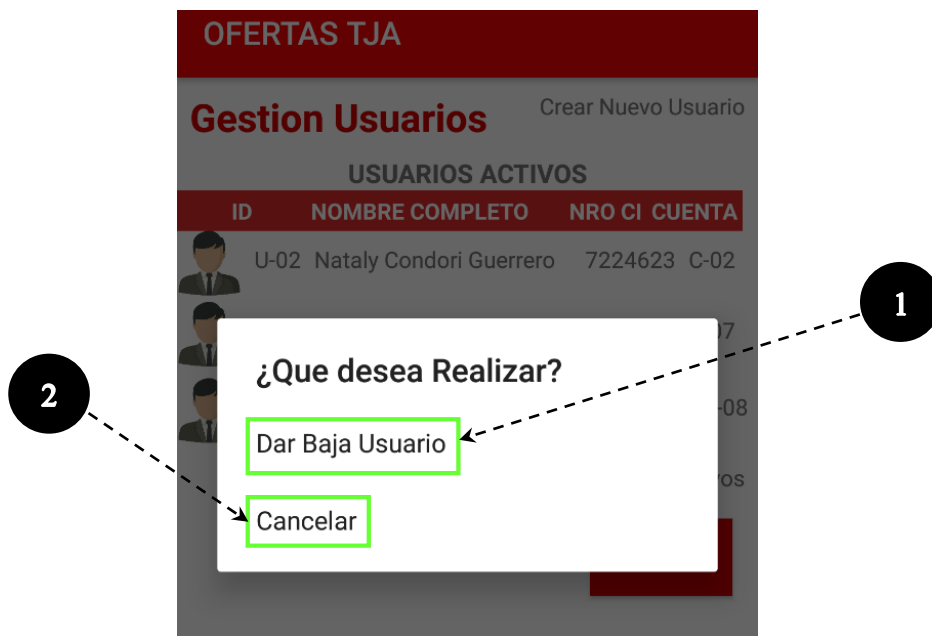 OFERTAS TJA
Gestion Usuarios
Crear Nuevo Usuario
USUARIOS ACTIVOS
ID NOMBRE COMPLETO NRO CI CUENTA
U-02 Nataly Condori Guerrero 7224623 C-02
1
¿Que desea Realizar?
2
Dar Baja Usuario
Cancelar